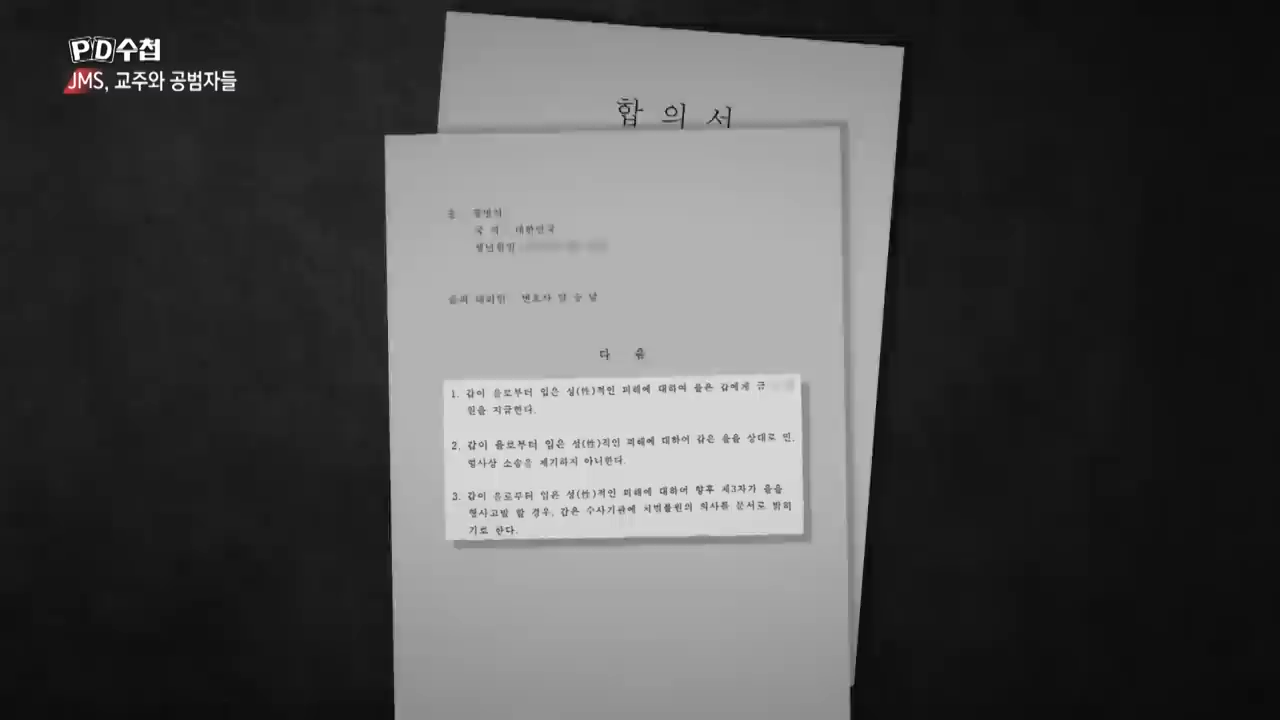 PD수첩
JMS, 교주와 공범자들
합 의 서
국 적 : 대한민국
생년월일
대리인 변호사
다 음
1. 갑이 을로부터 입은 성(性)적인 피해에 대하여 을은 갑에게 금
원을 지급한다.
2. 갑이 을로부터 입은 성(性)적인 피해에 대하여 갑은 을을 상대로 민,
형사상 소송을 제기하지 아니한다.
3. 갑이 을로부터 입은 성(性)적인 피해에 대하여 향후 제3자가 을을
형사고발 할 경우, 갑은 수사기관에 처벌불원의 의사를 문서로 밝히
기로 한다.